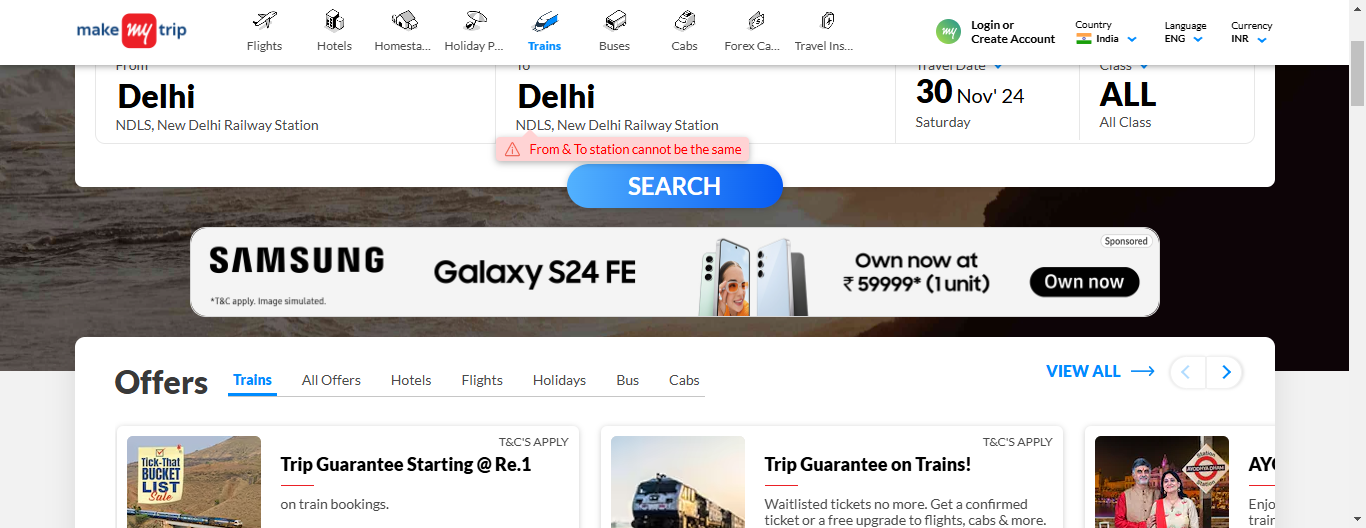 make my trip
Flights
Hotels
Homesta...
Holiday P...
Trains
Buses
Cabs
Forex Ca...
Travel Ins...
my
Login or
Create Account
Country
India
Language
ENG
Currency
INR
From
To
Travel Date
Class
Delhi
NDLS, New Delhi Railway Station
Delhi
NDLS, New Delhi Railway Station
30 Nov' 24
Saturday
ALL
All Class
From & To station cannot be the same
SEARCH
SAMSUNG
*T&C apply. Image simulated.
Galaxy S24 FE
Own now at
₹ 59999* (1 unit)
Sponsored
Own now
Offers
Trains
All Offers
Hotels
Flights
Holidays
Bus
Cabs
VIEW ALL
TICK-THAT
BUCKET
LIST
Sale
T&C'S APPLY
Trip Guarantee Starting @ Re.1
on train bookings.
T&C'S APPLY
Trip Guarantee on Trains!
Waitlisted tickets no more. Get a confirmed
ticket or a free upgrade to flights, cabs & more.
Station
AYODHYA DHAM
Station
AYO
Enjo
train